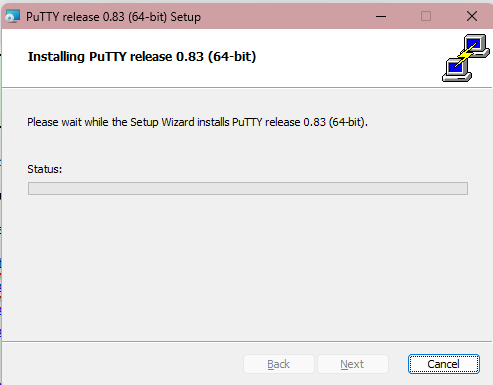 PuTTY release 0.83 (64-bit) Setup
Installing PuTTY release 0.83 (64-bit)
Please wait while the Setup Wizard installs PuTTY release 0.83 (64-bit).
Status:
Back Next Cancel